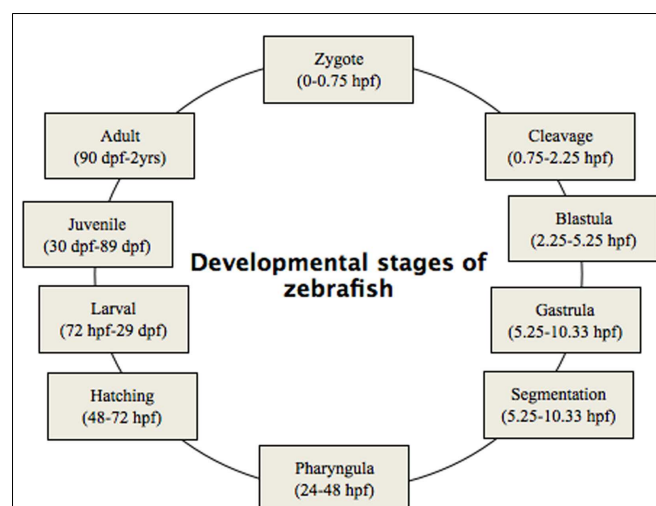 Zygote
(0-0.75 hpf)
Cleavage
(0.75-2.25 hpf)
Blastula
(2.25-5.25 hpf)
Gastrula
(5.25-10.33 hpf)
Segmentation
(5.25-10.33 hpf)
Pharyngula
(24-48 hpf)
Hatching
(48-72 hpf)
Larval
(72 hpf-29 dpf)
Juvenile
(30 dpf-89 dpf)
Adult
(90 dpf-2yrs)
Developmental stages of
zebrafish